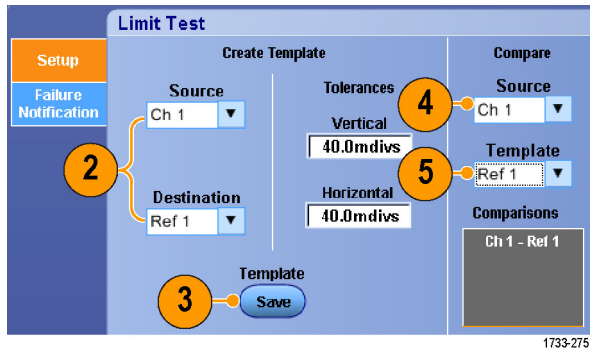 Limit Test
Setup
Failure
Notification
Create Template
Source
Ch 1
2
Destination
Ref 1
Tolerances
Vertical
40.0mdivs
Horizontal
40.0mdivs
3
Template
Save
Compare
4
Source
Ch 1
5
Template
Ref 1
Comparisons
Ch 1 - Ref 1
1733-275